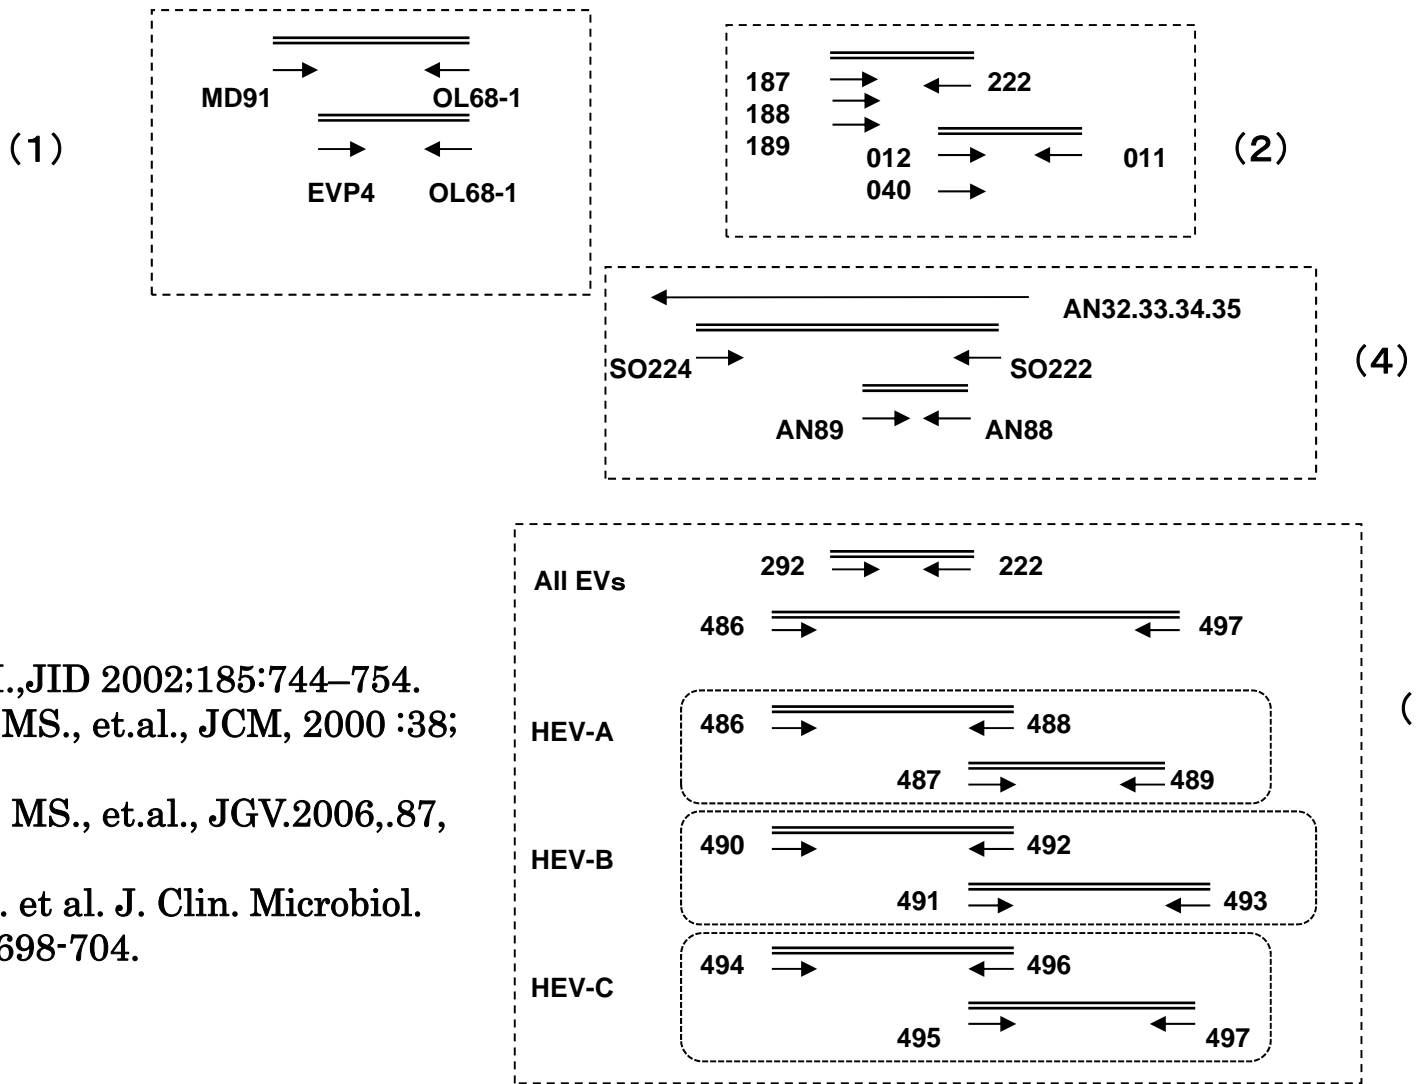 (1)
MD91 OL68-1
EVP4 OL68-1
187 222
188
189
012 011
040
(2)
AN32.33.34.35
SO224 SO222
AN89 AN88
(4)
All EVs
292 222
486 497
HEV-A
486 488
487 489
HEV-B
490 492
491 493
HEV-C
494 496
495 497
(
.,JID 2002;185:744–754.
MS., et.al., JCM, 2000 :38;
MS., et.al., JGV.2006,.87,
. et al. J. Clin. Microbiol.
698-704.